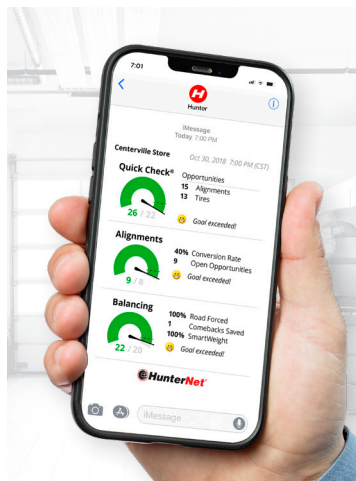 7:01
Hunter
iMessage
Today 7:00 PM
Centerville Store
Oct 30, 2018 7:00 PM (CST)
Quick Check®
Opportunities
15 Alignments
13 Tires
26 / 22
Goal exceeded!
Alignments
40% Conversion Rate
9 Open Opportunities
Goal exceeded!
9 / 8
Balancing
100% Road Forced
1 Comebacks Saved
100% SmartWeight
Goal exceeded!
22 / 20
HunterNet
iMessage